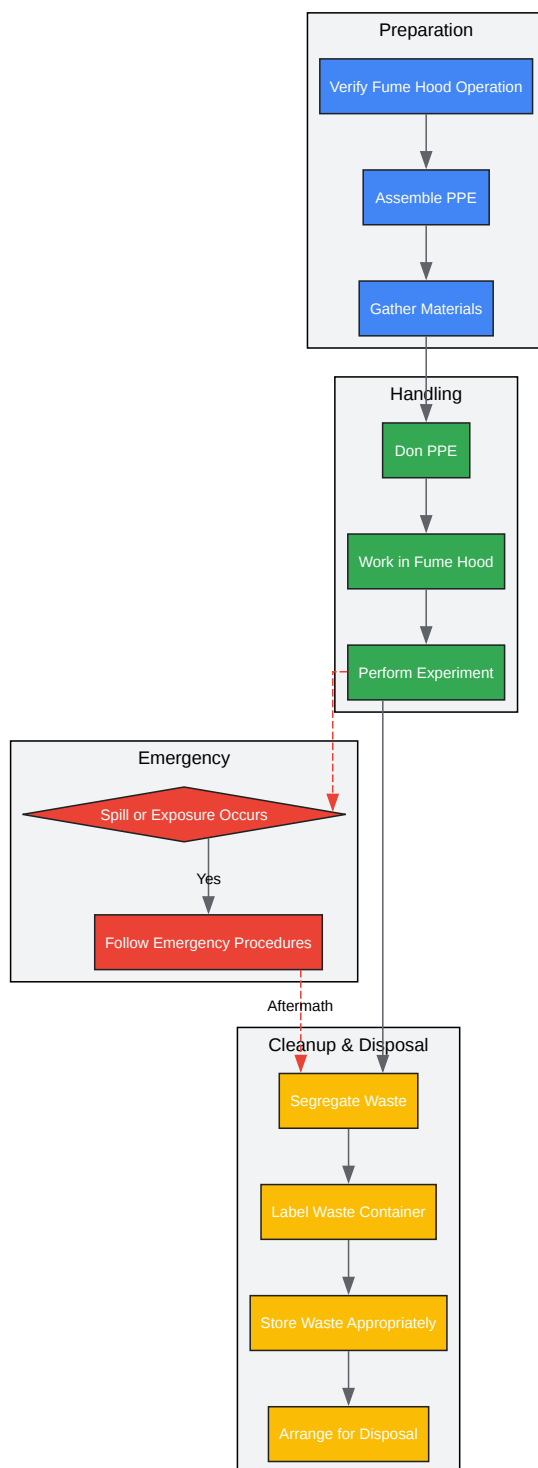 Preparation
Verify Fume Hood Operation
Assemble PPE
Gather Materials
Handling
Don PPE
Work in Fume Hood
Perform Experiment
Emergency
Spill or Exposure Occurs
Yes
Follow Emergency Procedures
Aftermath
Cleanup & Disposal
Segregate Waste
Label Waste Container
Store Waste Appropriately
Arrange for Disposal